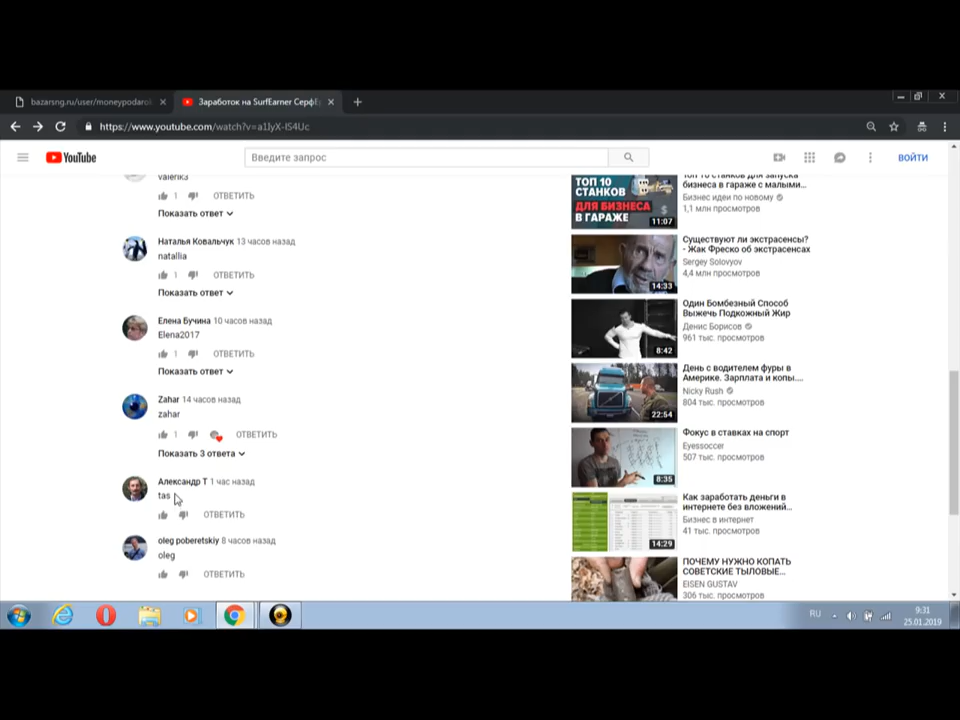 bazarsng.ru/user/moneypodarok
Заработок на SurfEarner Серф
https://www.youtube.com/watch?v=a1JyX-IS4Uc
YouTube
Введите запрос
ВОЙТИ
valerik3
1 ОТВЕТИТЬ
Показать ответ
Наталья Ковальчук 13 часов назад
natallia
1 ОТВЕТИТЬ
Показать ответ
Елена Бучина 10 часов назад
Elena2017
1 ОТВЕТИТЬ
Показать ответ
Zahar 14 часов назад
zahar
1 ОТВЕТИТЬ
Показать 3 ответа
Александр Т 1 час назад
tas
ОТВЕТИТЬ
oleg poberetskiy 8 часов назад
oleg
ОТВЕТИТЬ
ТОП 10
СТАНКОВ
ДЛЯ БИЗНЕСА
В ГАРАЖЕ
11:07
Топ 10 станков для запуска
бизнеса в гараже с малыми...
Бизнес идеи по новому
1,1 млн просмотров
14:33
Существуют ли экстрасенсы?
- Жак Фреско об экстрасенсах
Sergey Solovyov
4,4 млн просмотров
8:42
Один Бомбезный Способ
Выжечь Подкожный Жир
Денис Борисов
961 тыс. просмотров
22:54
День с водителем фуры в
Америке. Зарплата и копы....
Nicky Rush
804 тыс. просмотров
8:35
Фокус в ставках на спорт
Eyessoccer
507 тыс. просмотров
14:29
Как заработать деньги в
интернете без вложений...
Бизнес в интернет
41 тыс. просмотров
ПОЧЕМУ НУЖНО КОПАТЬ
СОВЕТСКИЕ ТЫЛОВЫЕ...
EISEN GUSTAV
306 тыс. просмотров
RU
9:31
25.01.2019